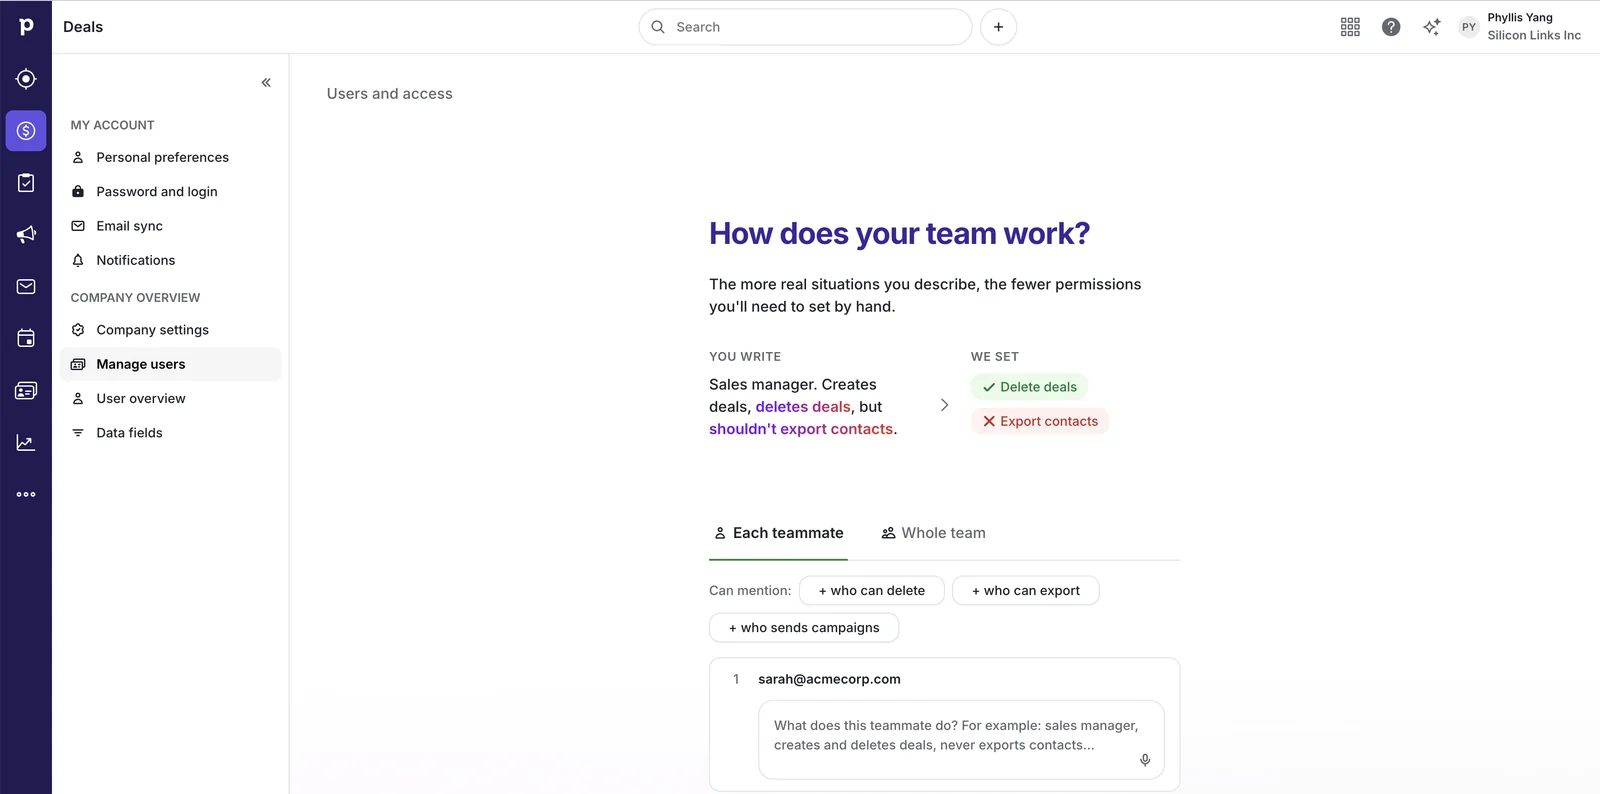 p
Deals
Search
+
?
PY
Phyllis Yang
Silicon Links Inc
«
MY ACCOUNT
Personal preferences
Password and login
Email sync
Notifications
COMPANY OVERVIEW
Company settings
Manage users
User overview
Data fields
Users and access
How does your team work?
The more real situations you describe, the fewer permissions
you'll need to set by hand.
YOU WRITE
Sales manager. Creates
deals, deletes deals, but
shouldn't export contacts.
WE SET
Delete deals
Export contacts
Each teammate
Whole team
Can mention:
+ who can delete
+ who can export
+ who sends campaigns
1
sarah@acmecorp.com
What does this teammate do? For example: sales manager,
creates and deletes deals, never exports contacts...